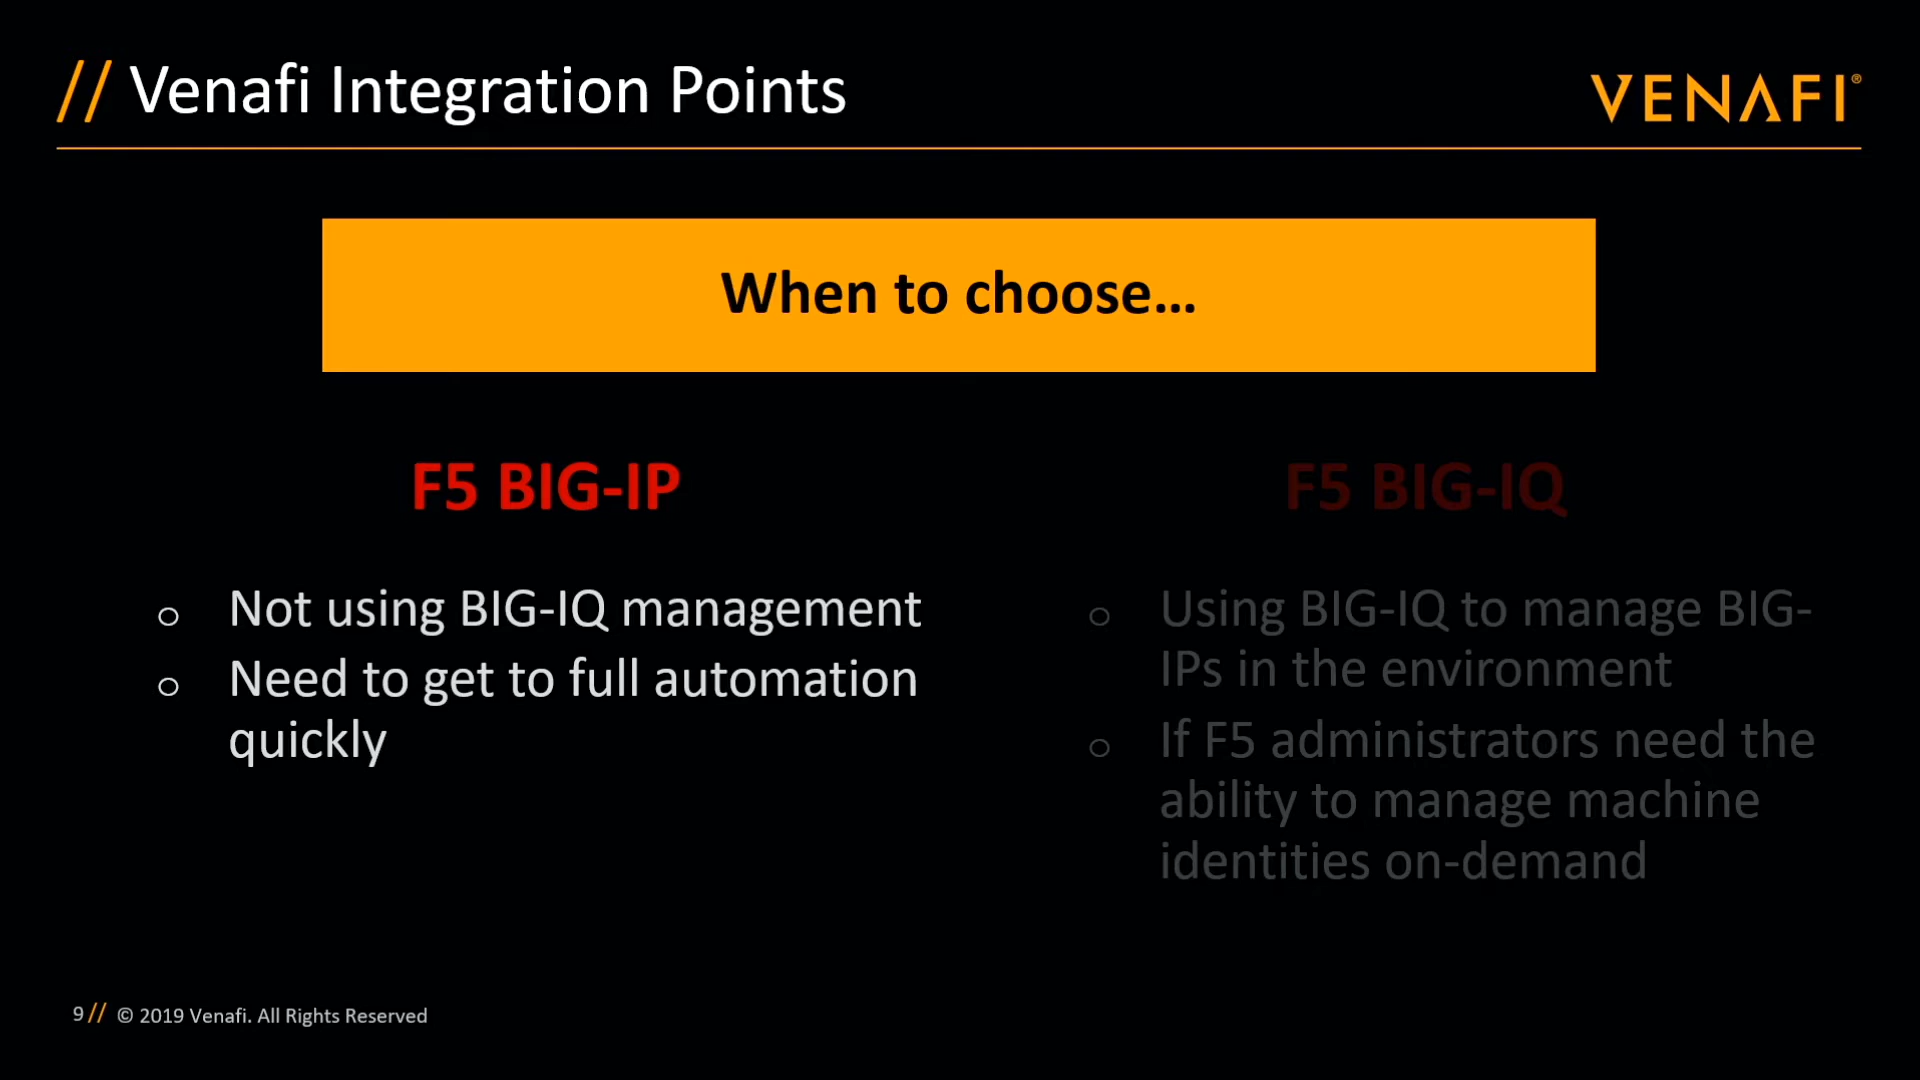 // Venafi Integration Points
VENAFI®
When to choose...
F5 BIG-IP
○ Not using BIG-IQ management
○ Need to get to full automation
quickly
F5 BIG-IQ
○ Using BIG-IQ to manage BIG-
IPs in the environment
○ If F5 administrators need the
ability to manage machine
identities on-demand
9 // © 2019 Venafi. All Rights Reserved